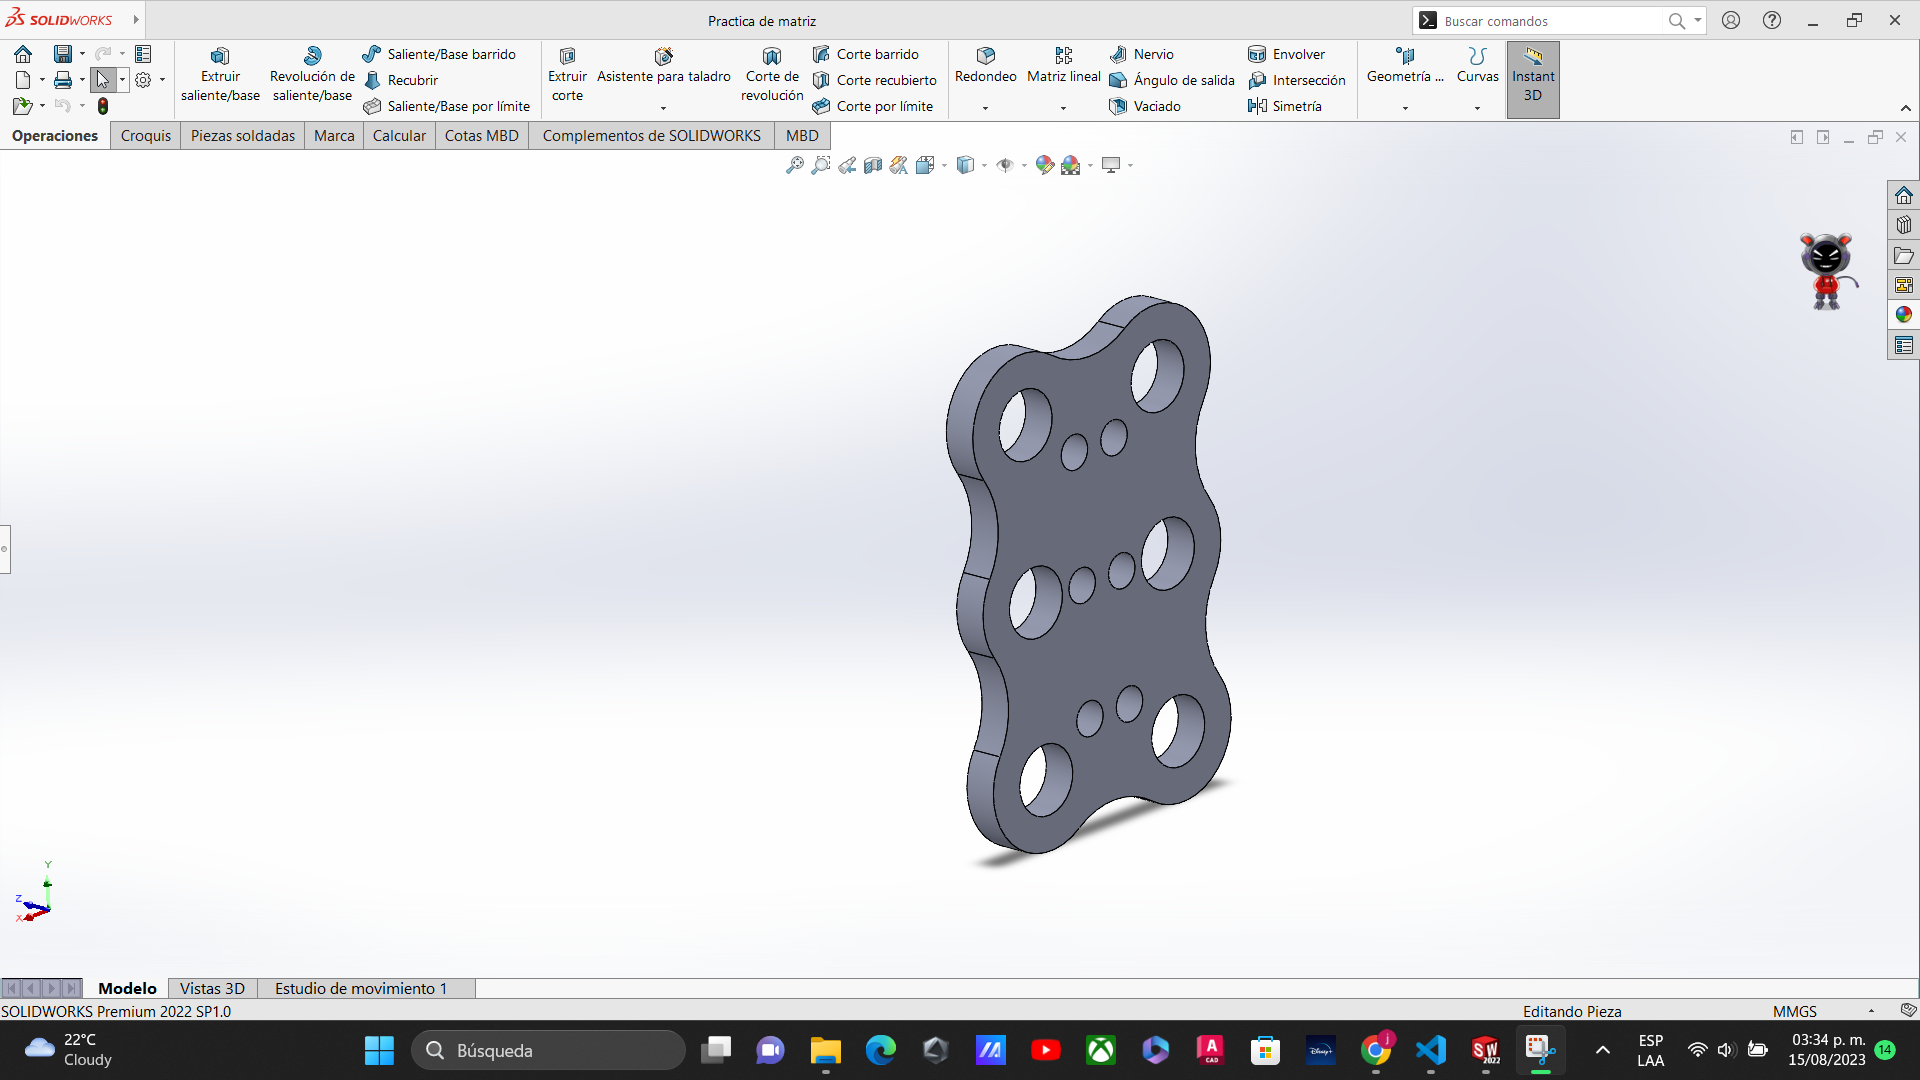 SOLIDWORKS
Practica de matriz
Buscar comandos
Extruir saliente/base
Revolución de saliente/base
Saliente/Base barrido
Recubrir
Saliente/Base por límite
Extruir corte
Asistente para taladro
Corte de revolución
Corte barrido
Corte recubierto
Corte por límite
Redondeo
Matriz lineal
Nervio
Ángulo de salida
Vaciado
Envolver
Intersección
Simetría
Geometría ...
Curvas
Instant 3D
Operaciones
Croquis
Piezas soldadas
Marca
Calcular
Cotas MBD
Complementos de SOLIDWORKS
MBD
Y
Z
X
Modelo
Vistas 3D
Estudio de movimiento 1
SOLIDWORKS Premium 2022 SP1.0
Editando Pieza
MMGS
22°C
Cloudy
Búsqueda
A
CAD
Disney+
j
SW
2022
ESP
LAA
03:34 p. m.
15/08/2023
14